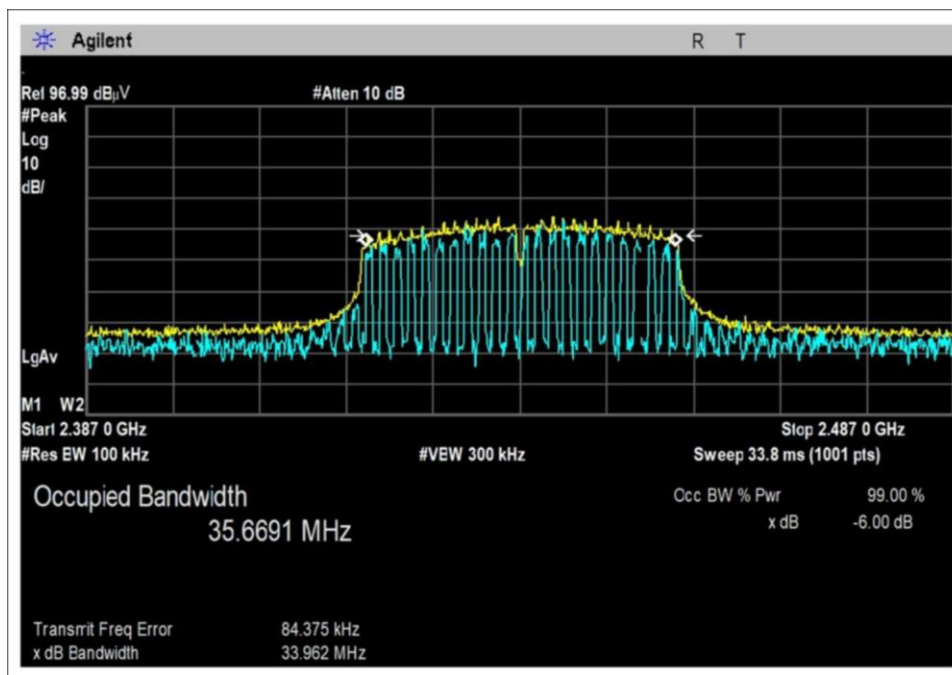 Agilent R T
Ref 96.99 dBµV #Atten 10 dB
#Peak
Log
10
dB/
LgAv
M1 W2
Start 2.387 0 GHz Stop 2.487 0 GHz
#Res BW 100 kHz #VBW 300 kHz Sweep 33.8 ms (1001 pts)
Occupied Bandwidth Occ BW % Pwr 99.00 %
35.6691 MHz x dB -6.00 dB
Transmit Freq Error 84.375 kHz
x dB Bandwidth 33.962 MHz